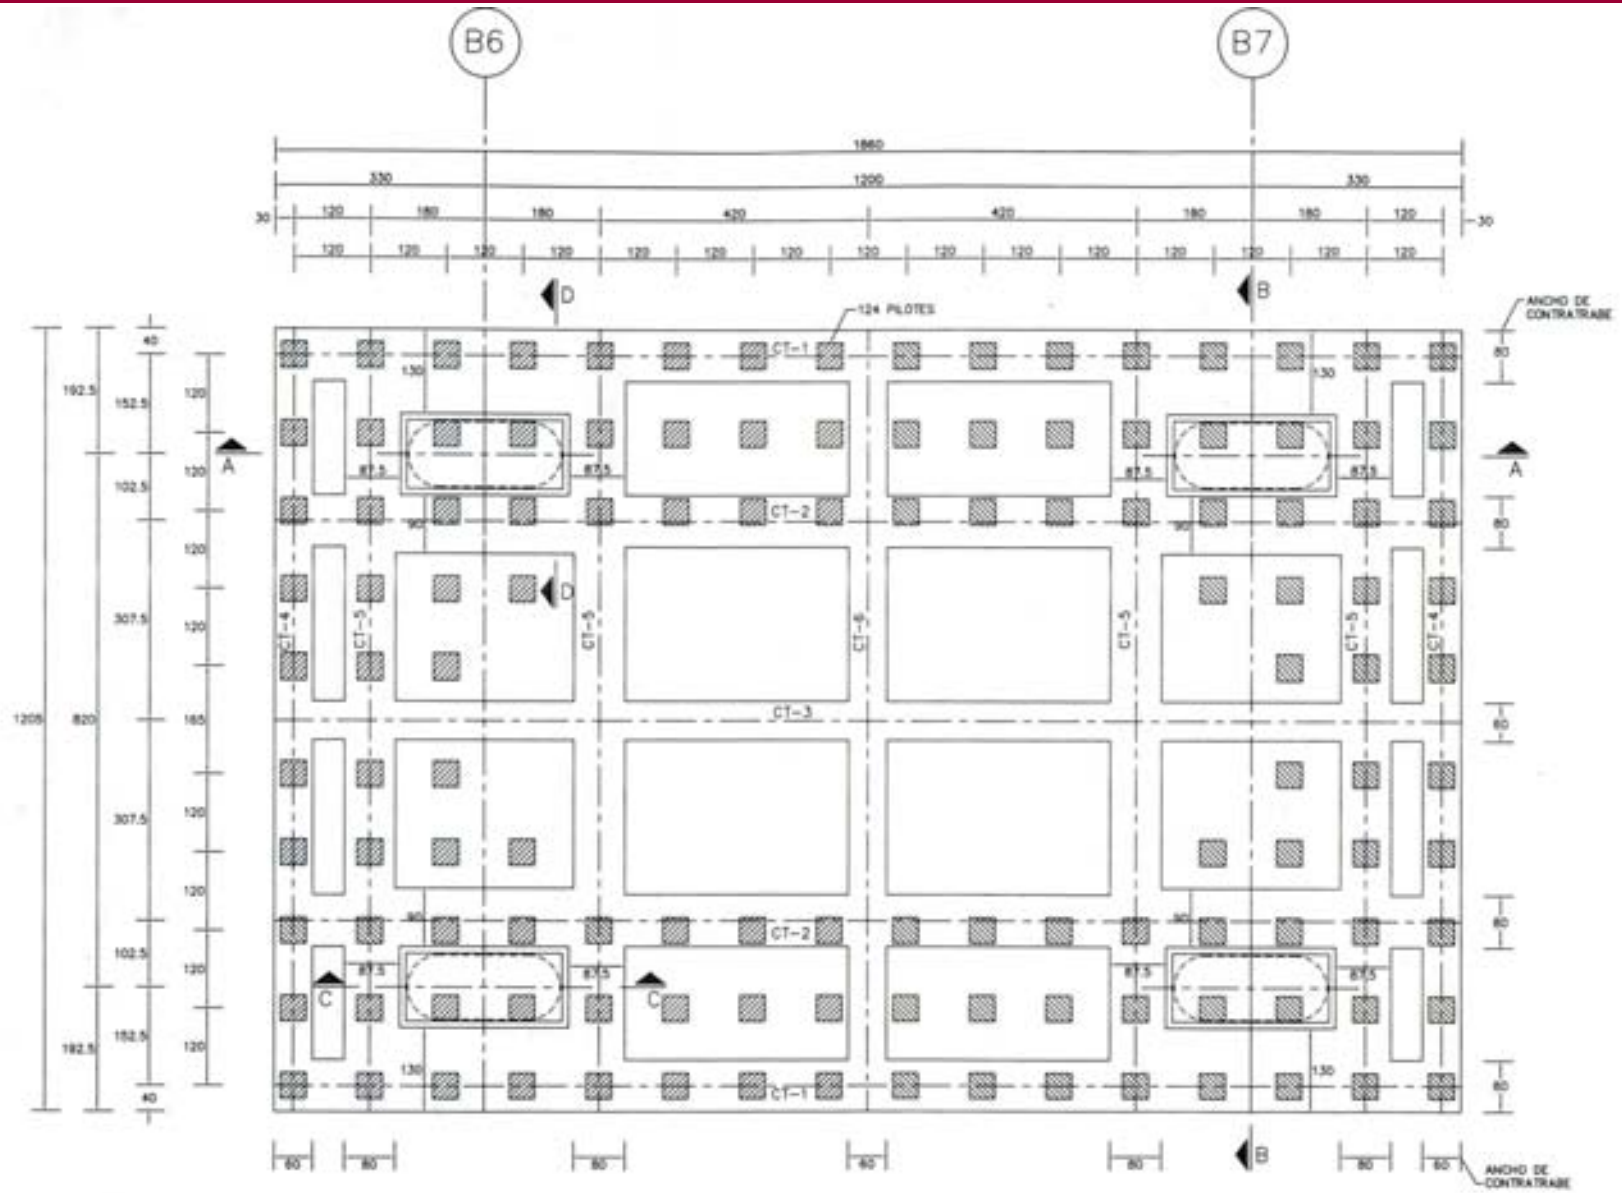 B6 B7
1860
330 1200 330
30 120 180 180 420 420 180 180 120 30
120 120 120 120 120 120 120 120 120 120 120 120 120 120
D B
124 PILOTES
ANCHO DE
CONTRATRABE
40 CT-1 80
130 130
192.5 152.5 120
A A
120 87.5 87.5 87.5 87.5
102.5
CT-2
90 90 80
120
D
307.5 120 CT-4 CT-5 CT-5 CT-6 CT-5 CT-5 CT-4
1205 820 165 CT-3 60
307.5 120
120
90 90
CT-2 80
102.5 120 87.5 87.5 87.5 87.5
C C
192.5 152.5 120
130 130
40 CT-1 80
60 80 80 60 80 80 60
B
ANCHO DE
CONTRATRABE